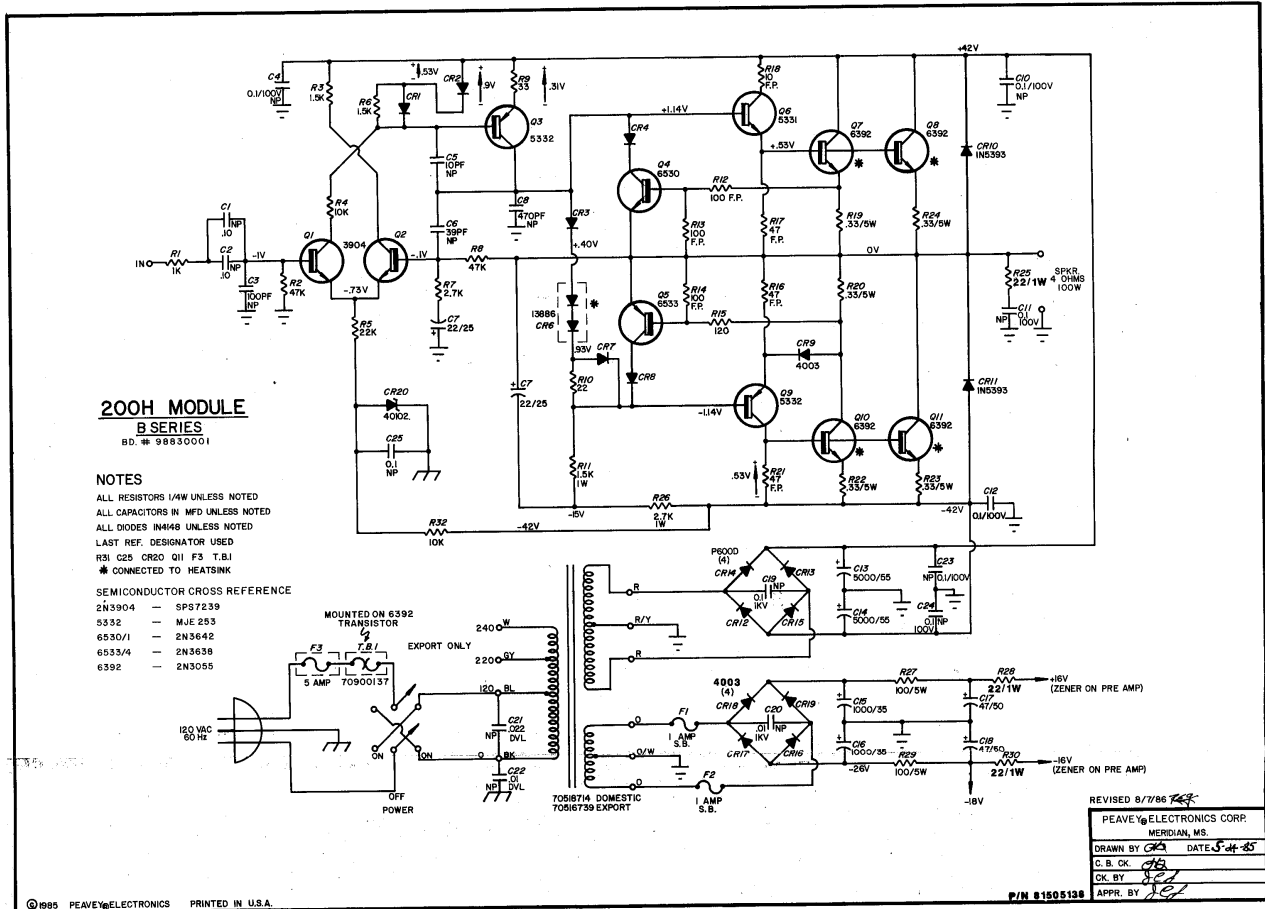 +42V
C4
0.1/100V
NP
R3
1.5K
R6
1.5K
.53V
CR1
CR2
.9V
R9
33
.31V
Q3
5332
R18
10
F.P.
+1.14V
Q6
5331
C10
0.1/100V
NP
Q7
6392
Q8
6392
CR10
1N5393
CR4
+.53V
C5
10PF
NP
Q4
6530
R12
100 F.P.
C8
470PF
NP
CR3
R13
100
F.P.
R17
47
F.P.
R19
.33/5W
R24
.33/5W
R4
10K
C1
.10
C2
NP
.10
Q1
3904
Q2
C6
39PF
NP
+.40V
0V
IN
R1
1K
-1V
-.1V
R8
47K
C3
100PF
NP
R2
47K
-.73V
R7
2.7K
C7
22/25
R5
22K
13886
CR6
.93V
Q5
6533
R14
100
F.P.
R15
120
R16
47
F.P.
R20
.33/5W
R25
22/1W
SPKR.
4 OHMS
100W
C11
0.1
100V
NP
CR7
CR9
4003
R10
22
CR8
C7
22/25
CR11
1N5393
Q9
5332
-1.14V
Q10
6392
Q11
6392
CR20
40102.
C25
0.1
NP
R11
1.5K
1W
.53V
R21
47
F.P.
R22
.33/5W
R23
.33/5W
R26
2.7K
1W
-15V
-42V
C12
0.1/100V
-42V
R32
10K
200H MODULE
B SERIES
BD. # 98830001
NOTES
ALL RESISTORS 1/4W UNLESS NOTED
ALL CAPACITORS IN MFD UNLESS NOTED
ALL DIODES IN4148 UNLESS NOTED
LAST REF. DESIGNATOR USED
R31 C25 CR20 Q11 F3 T.B.1
* CONNECTED TO HEATSINK
SEMICONDUCTOR CROSS REFERENCE
2N3904 — SPS7239
5332 — MJE 253
6530/1 — 2N3642
6533/4 — 2N3638
6392 — 2N3055
MOUNTED ON 6392
TRANSISTOR
F3
5 AMP
T.B.1
70900137
EXPORT ONLY
240 W
220 GY
120 BL
0 BK
120 VAC
60 Hz
ON
ON
OFF
POWER
C21
.022
DVL
NP
C22
.01
DVL
NP
70518714 DOMESTIC
70516739 EXPORT
R
R/Y
R
O
O/W
O
P600D
(4)
CR14
CR13
C19
NP
0.1
1KV
CR12
CR15
C13
5000/55
C14
5000/55
C23
NP 0.1/100V
C24
0.1
NP
100V
F1
1 AMP
S.B.
F2
1 AMP
S.B.
4003
(4)
CR18
CR19
C20
NP
.01
1KV
CR17
CR16
C15
1000/35
C16
1000/35
-26V
R27
100/5W
R28
22/1W
+16V
(ZENER ON PRE AMP)
C17
47/50
C18
47/60
R29
100/5W
R30
22/1W
-16V
(ZENER ON PRE AMP)
-18V
REVISED 8/7/86
PEAVEY® ELECTRONICS CORP.
MERIDIAN, MS.
DRAWN BY
DATE 5-24-85
C. B. CK.
CK. BY
APPR. BY
P/N 81505138
© 1985 PEAVEY® ELECTRONICS PRINTED IN U.S.A.